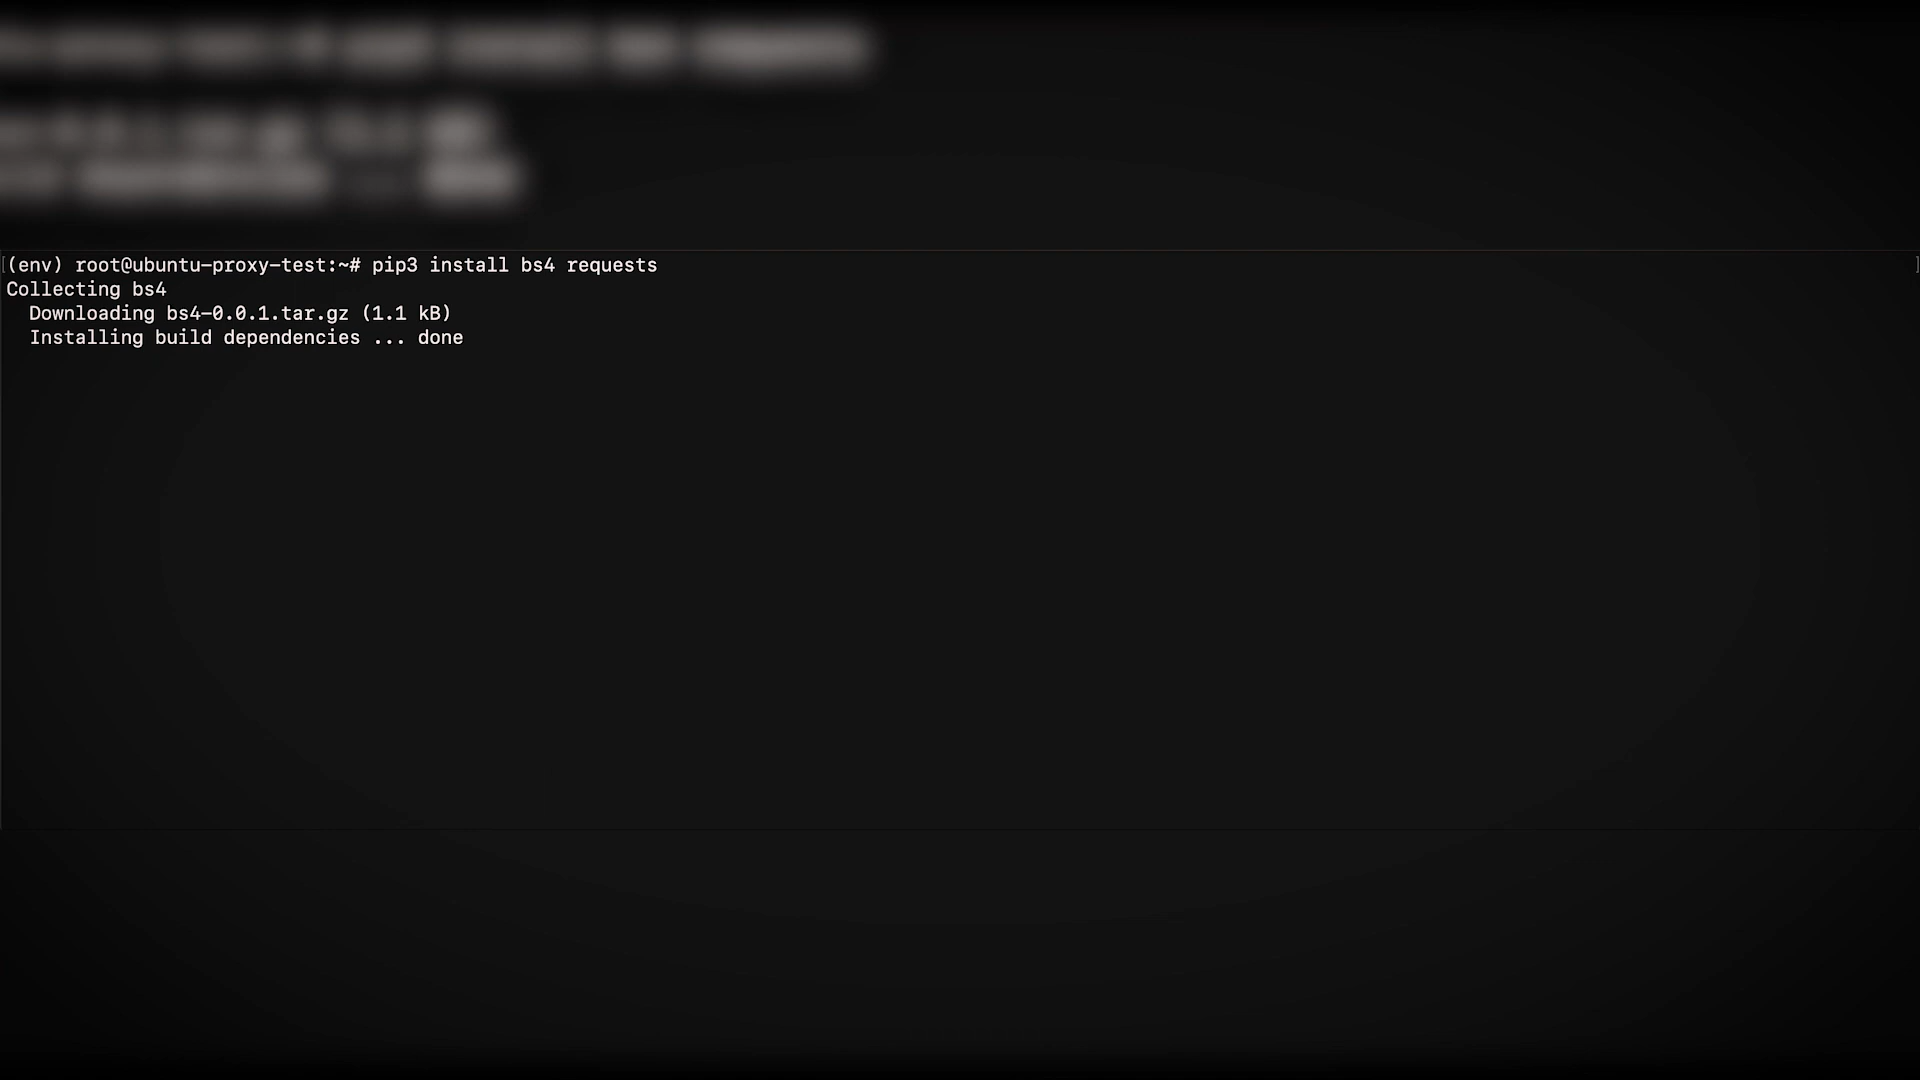 (env) root@ubuntu-proxy-test:~# pip3 install bs4 requests
Collecting bs4
  Downloading bs4-0.0.1.tar.gz (1.1 kB)
  Installing build dependencies ... done